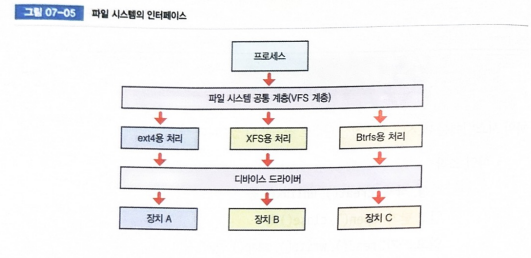 그림 07-05 파일 시스템의 인터페이스
프로세스
파일 시스템 공통 계층(VFS 계층)
ext4용 처리 XFS용 처리 Btrfs용 처리
디바이스 드라이버
장치 A 장치 B 장치 C